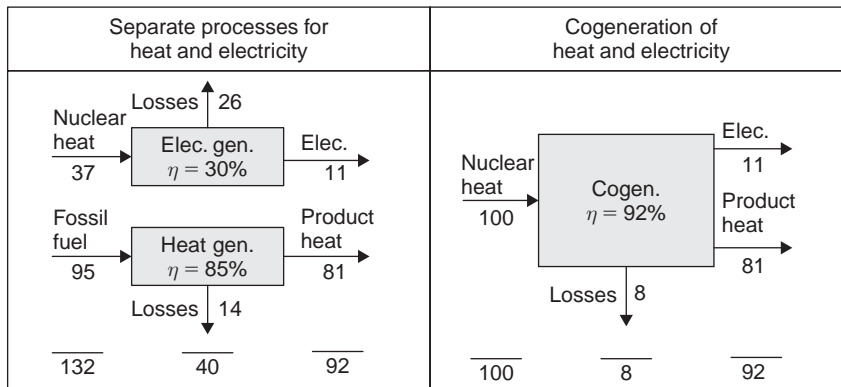 Separate processes for
heat and electricity
Losses 26
Nuclear
heat
37
Elec. gen.
η = 30%
Elec.
11
Fossil
fuel
95
Heat gen.
η = 85%
Product
heat
81
Losses 14
132 40 92
Cogeneration of
heat and electricity
Nuclear
heat
100
Cogen.
η = 92%
Elec.
11
Product
heat
81
Losses 8
100 8 92